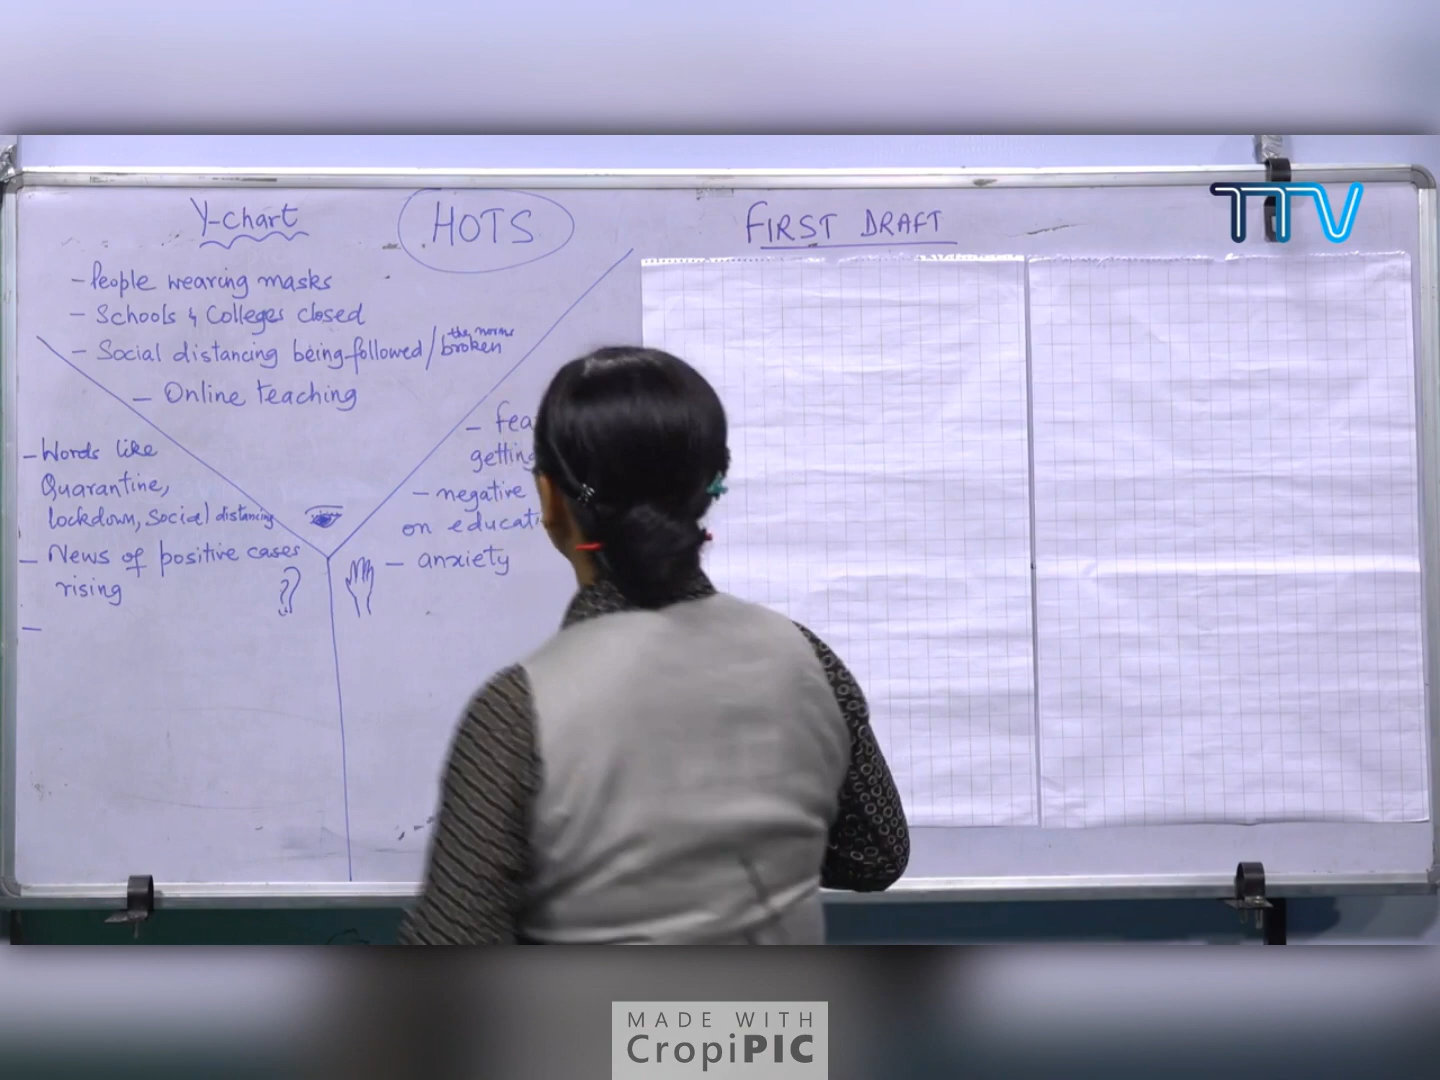 Y-chart
HOTS
- People wearing masks
- Schools & Colleges closed
- Social distancing being followed/ the norms broken
- Online teaching
- Words like
Quarantine,
lockdown, Social distancing
- News of positive cases
rising
-
getting
- negative
on
- anxiety
FIRST DRAFT
TTV
MADE WITH
CropiPIC